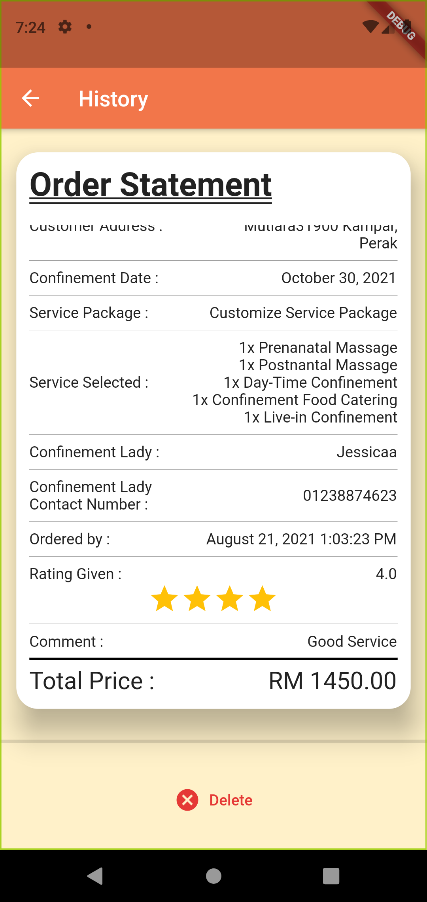 7:24
DEBUG
History
Order Statement
Customer Address :
Mutiara31900 Kampar,
Perak
Confinement Date :
October 30, 2021
Service Package :
Customize Service Package
Service Selected :
1x Prenanatal Massage
1x Postnantal Massage
1x Day-Time Confinement
1x Confinement Food Catering
1x Live-in Confinement
Confinement Lady :
Jessicaa
Confinement Lady
Contact Number :
01238874623
Ordered by :
August 21, 2021 1:03:23 PM
Rating Given :
4.0
Comment :
Good Service
Total Price :
RM 1450.00
Delete